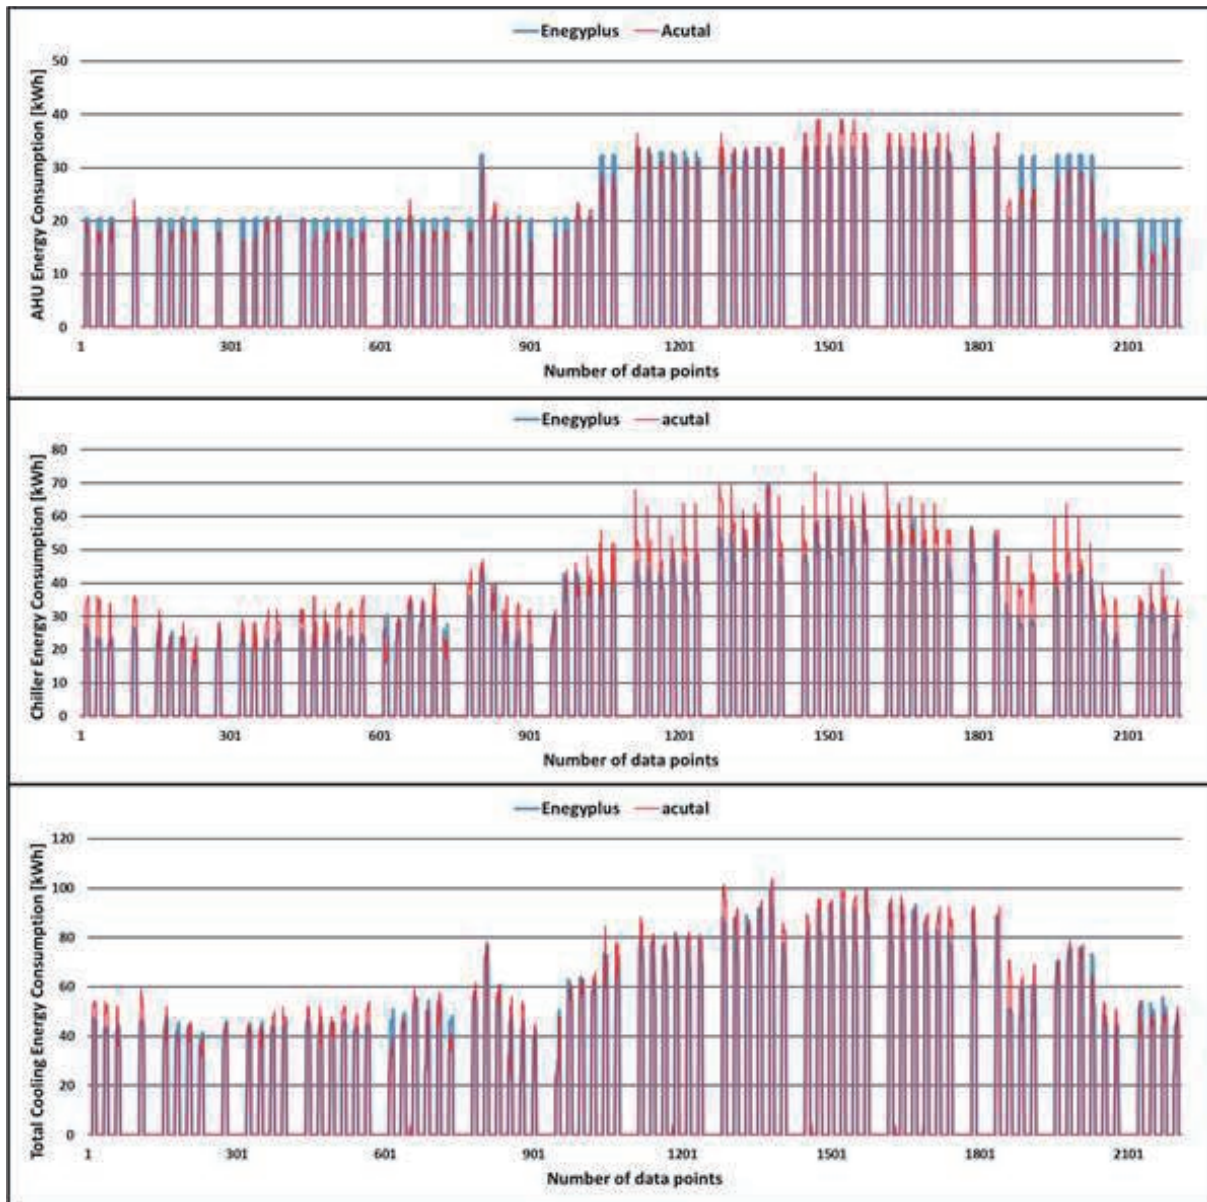 Enegyplus Acutal
AHU Energy Consumption [kWh]
50
40
30
20
10
0
1 301 601 901 1201 1501 1801 2101
Number of data points
Enegyplus acutal
Chiller Energy Consumption [kWh]
80
70
60
50
40
30
20
10
0
1 301 601 901 1201 1501 1801 2101
Number of data points
Enegyplus acutal
Total Cooling Energy Consumption [kWh]
120
100
80
60
40
20
0
1 301 601 901 1201 1501 1801 2101
Number of data points